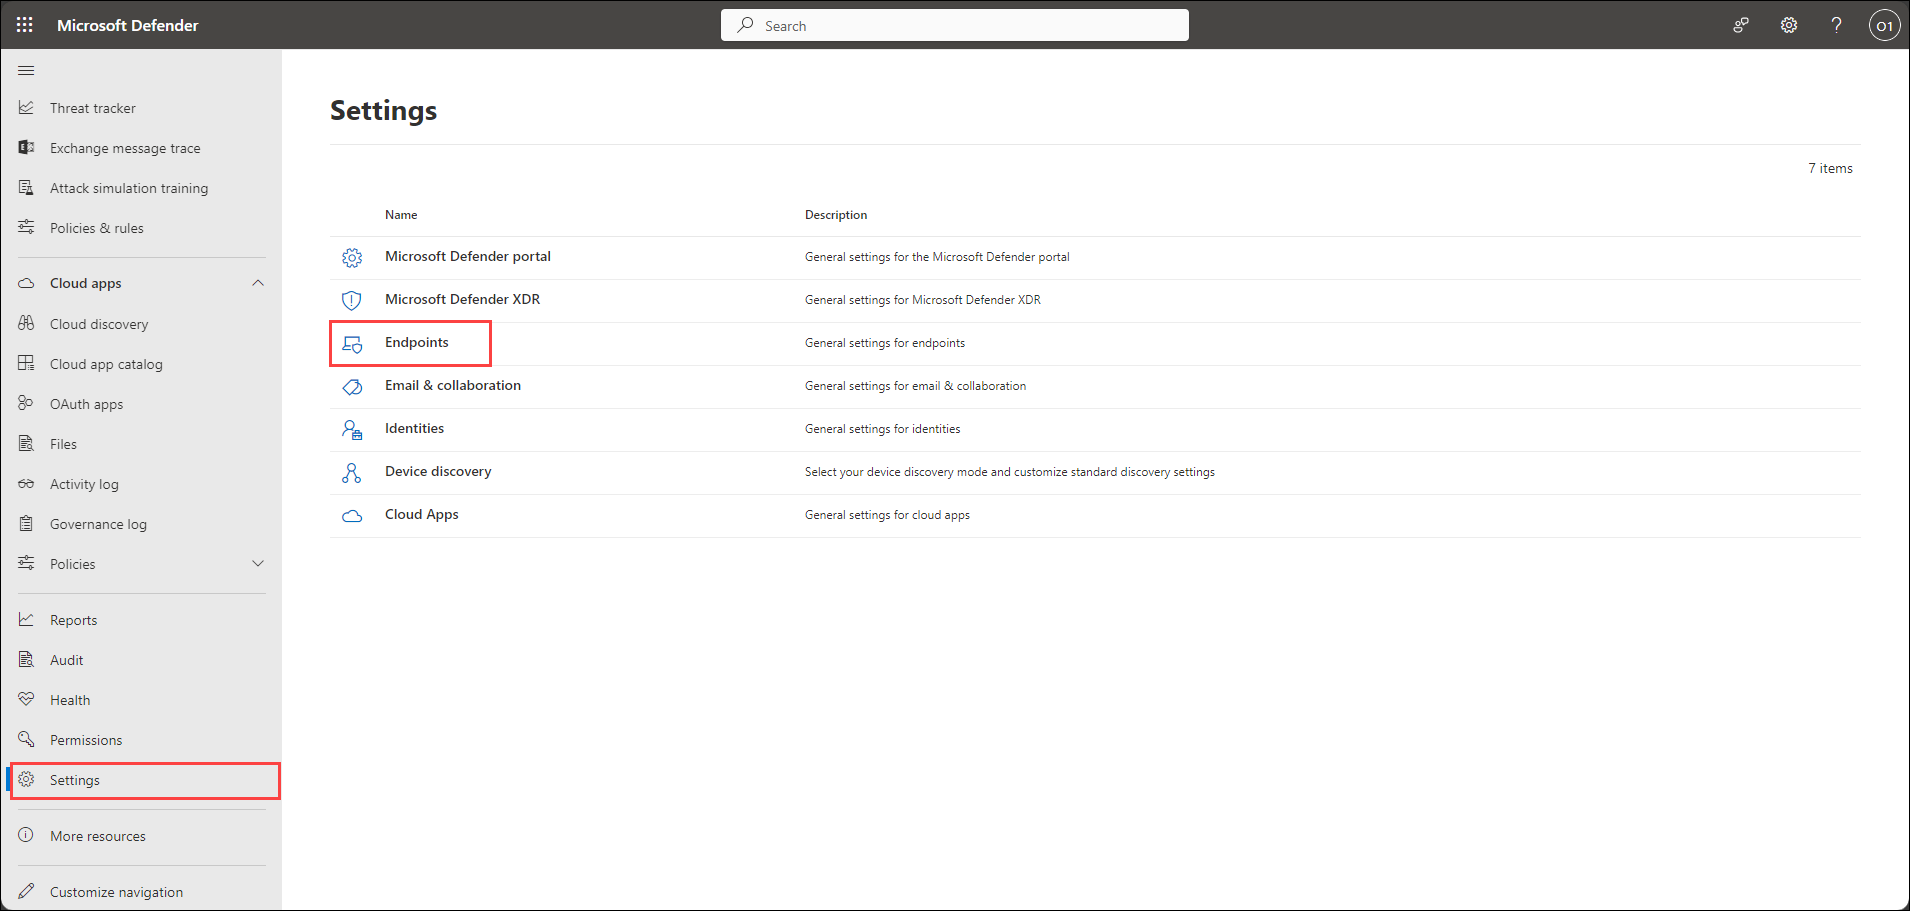 Microsoft Defender
Search
?
O1
Threat tracker
Exchange message trace
Attack simulation training
Policies & rules
Cloud apps
Cloud discovery
Cloud app catalog
OAuth apps
Files
Activity log
Governance log
Policies
Reports
Audit
Health
Permissions
Settings
More resources
Customize navigation
Settings
7 items
Name Description
Microsoft Defender portal General settings for the Microsoft Defender portal
Microsoft Defender XDR General settings for Microsoft Defender XDR
Endpoints General settings for endpoints
Email & collaboration General settings for email & collaboration
Identities General settings for identities
Device discovery Select your device discovery mode and customize standard discovery settings
Cloud Apps General settings for cloud apps